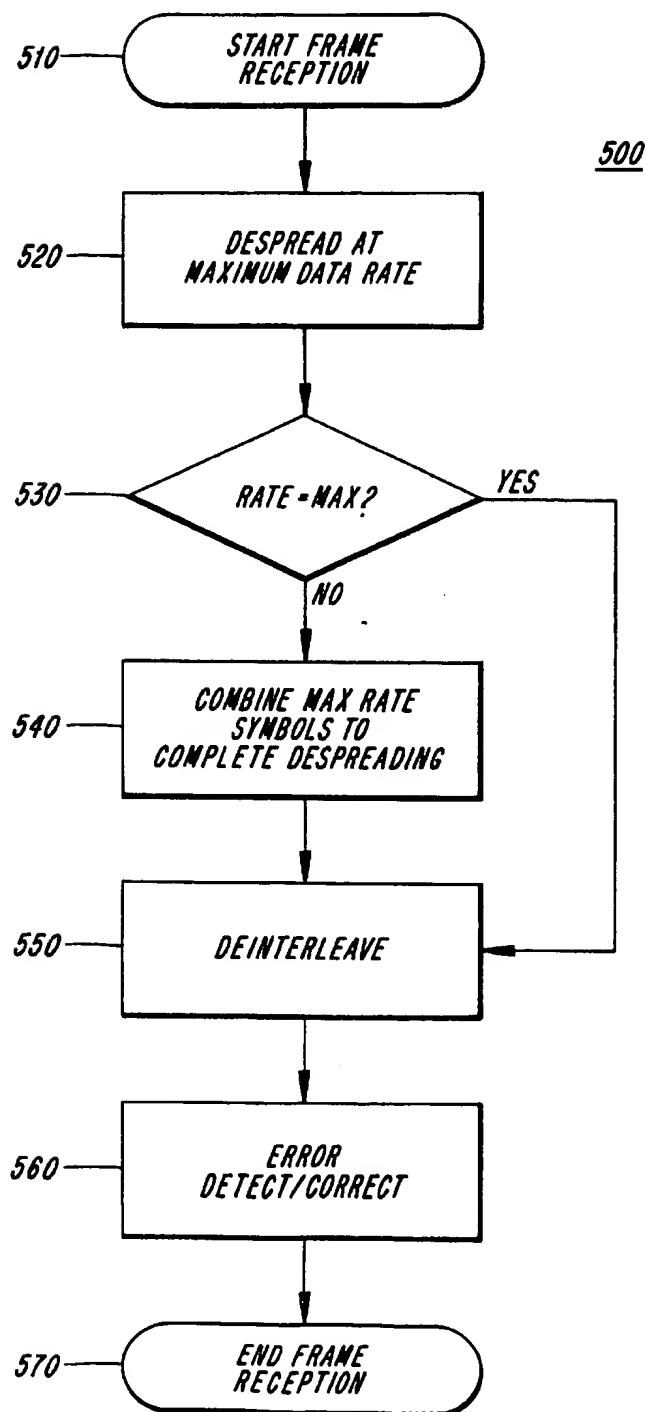 510
START FRAME
RECEPTION
500
520
DESPREAD AT
MAXIMUM DATA RATE
530
RATE = MAX?
YES
NO
540
COMBINE MAX RATE
SYMBOLS TO
COMPLETE DESPREADING
550
DEINTERLEAVE
560
ERROR
DETECT/CORRECT
570
END FRAME
RECEPTION